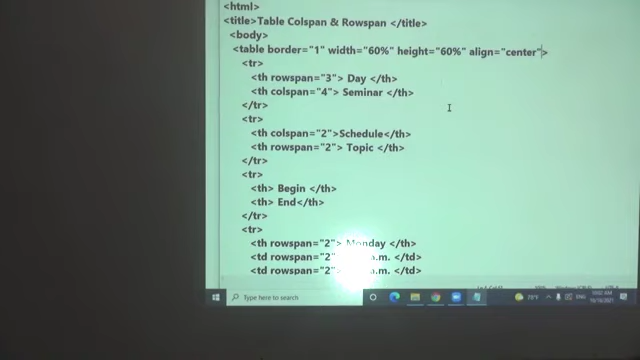 <html>
<title>Table Colspan & Rowspan </title>
<body>
<table border="1" width="60%" height="60%" align="center">
<tr>
<th rowspan="3"> Day </th>
<th colspan="4"> Seminar </th>
</tr>
<tr>
<th colspan="2">Schedule</th>
<th rowspan="2"> Topic </th>
</tr>
<tr>
<th> Begin </th>
<th> End</th>
</tr>
<tr>
<th rowspan="2"> Monday </th>
<td rowspan="2" a.m. </td>
<td rowspan="2" a.m. </td>
Type here to search